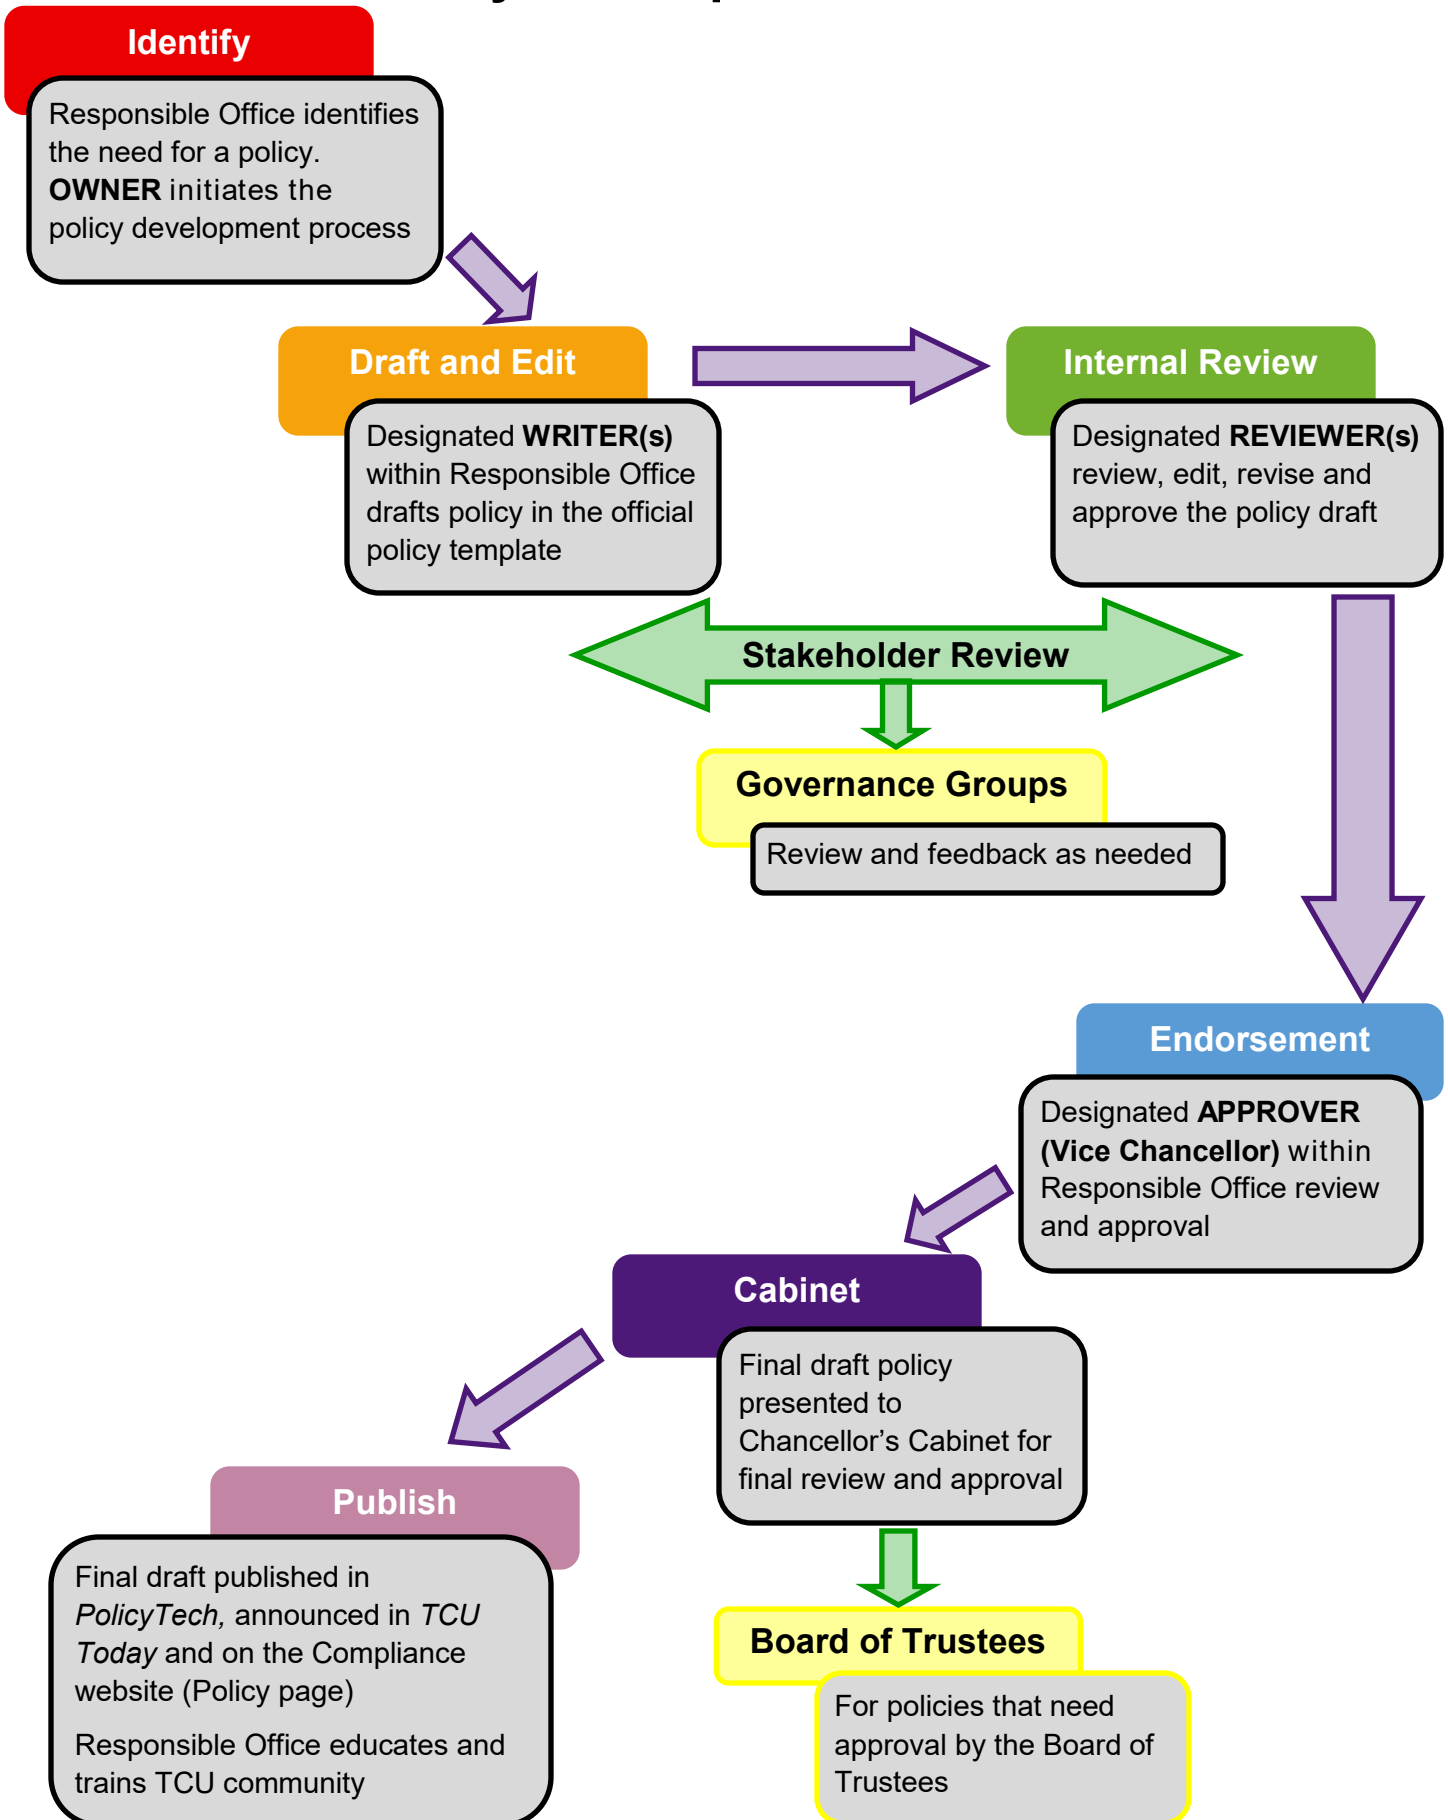 Identify
Responsible Office identifies
the need for a policy.
OWNER initiates the
policy development process
Draft and Edit
Designated WRITER(s)
within Responsible Office
drafts policy in the official
policy template
Internal Review
Designated REVIEWER(s)
review, edit, revise and
approve the policy draft
Stakeholder Review
Governance Groups
Review and feedback as needed
Endorsement
Designated APPROVER
(Vice Chancellor) within
Responsible Office review
and approval
Cabinet
Final draft policy
presented to
Chancellor’s Cabinet for
final review and approval
Publish
Final draft published in
PolicyTech, announced in TCU
Today and on the Compliance
website (Policy page)
Responsible Office educates and
trains TCU community
Board of Trustees
For policies that need
approval by the Board of
Trustees